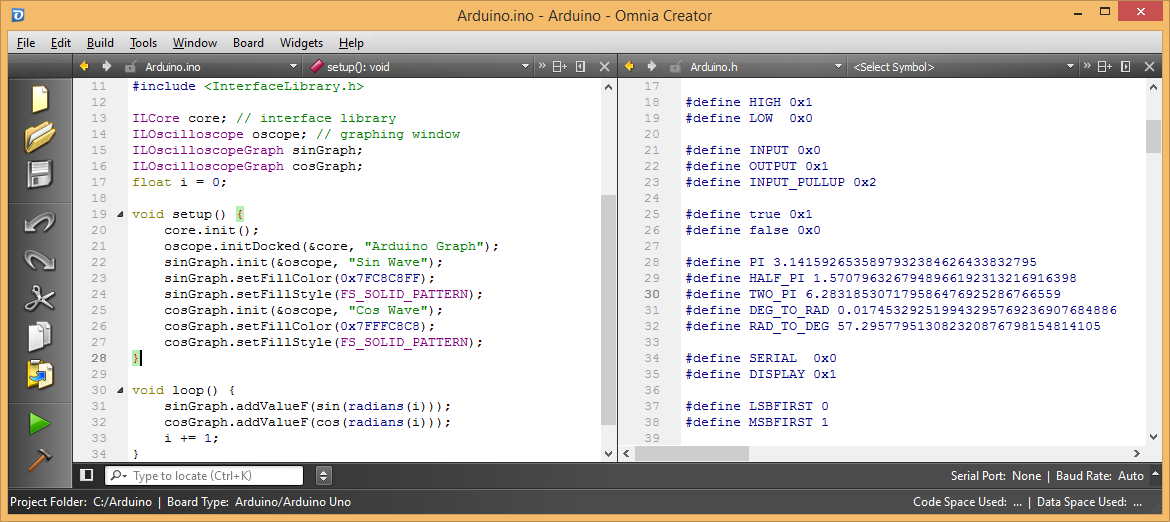 Arduino.ino - Arduino - Omnia Creator
File Edit Build Tools Window Board Widgets Help
Arduino.ino setup(): void » Arduino.h <Select Symbol> »
11 #include <InterfaceLibrary.h>
12
13 ILCore core; // interface library
14 ILOscilloscope oscope; // graphing window
15 ILOscilloscopeGraph sinGraph;
16 ILOscilloscopeGraph cosGraph;
17 float i = 0;
18
19 void setup() {
20 core.init();
21 oscope.initDocked(&core, "Arduino Graph");
22 sinGraph.init(&oscope, "Sin Wave");
23 sinGraph.setFillColor(0x7FC8C8FF);
24 sinGraph.setFillStyle(FS_SOLID_PATTERN);
25 cosGraph.init(&oscope, "Cos Wave");
26 cosGraph.setFillColor(0x7FFFC8C8);
27 cosGraph.setFillStyle(FS_SOLID_PATTERN);
28 }
29
30 void loop() {
31 sinGraph.addValueF(sin(radians(i)));
32 cosGraph.addValueF(cos(radians(i)));
33 i += 1;
34 }
17
18 #define HIGH 0x1
19 #define LOW  0x0
20
21 #define INPUT 0x0
22 #define OUTPUT 0x1
23 #define INPUT_PULLUP 0x2
24
25 #define true 0x1
26 #define false 0x0
27
28 #define PI 3.1415926535897932384626433832795
29 #define HALF_PI 1.5707963267948966192313216916398
30 #define TWO_PI 6.283185307179586476925286766559
31 #define DEG_TO_RAD 0.017453292519943295769236907684886
32 #define RAD_TO_DEG 57.295779513082320876798154814105
33
34 #define SERIAL  0x0
35 #define DISPLAY 0x1
36
37 #define LSBFIRST 0
38 #define MSBFIRST 1
39
Type to locate (Ctrl+K) Serial Port: None | Baud Rate: Auto
Project Folder: C:/Arduino | Board Type: Arduino/Arduino Uno Code Space Used: ... | Data Space Used: ...